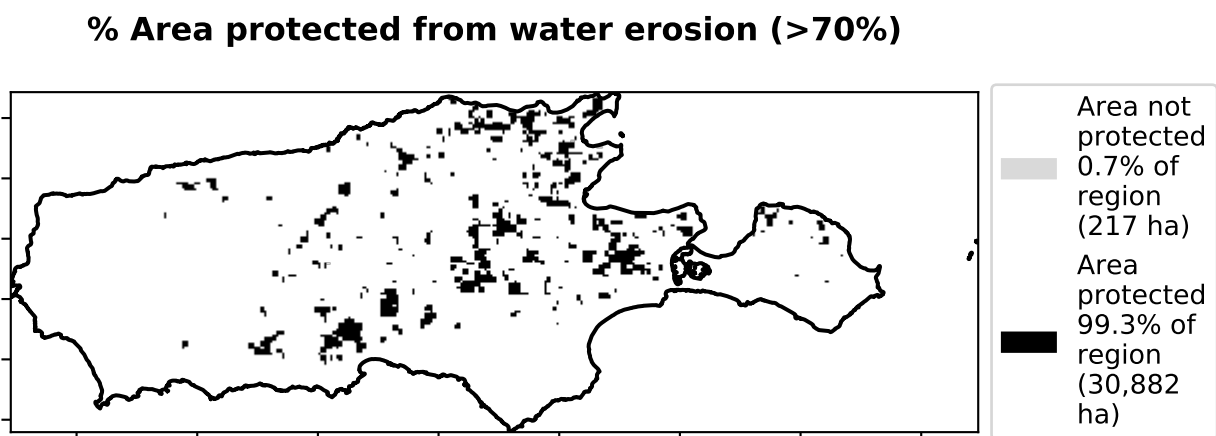 % Area protected from water erosion (>70%)
Area not
protected
0.7% of
region
(217 ha)
Area
protected
99.3% of
region
(30,882
ha)